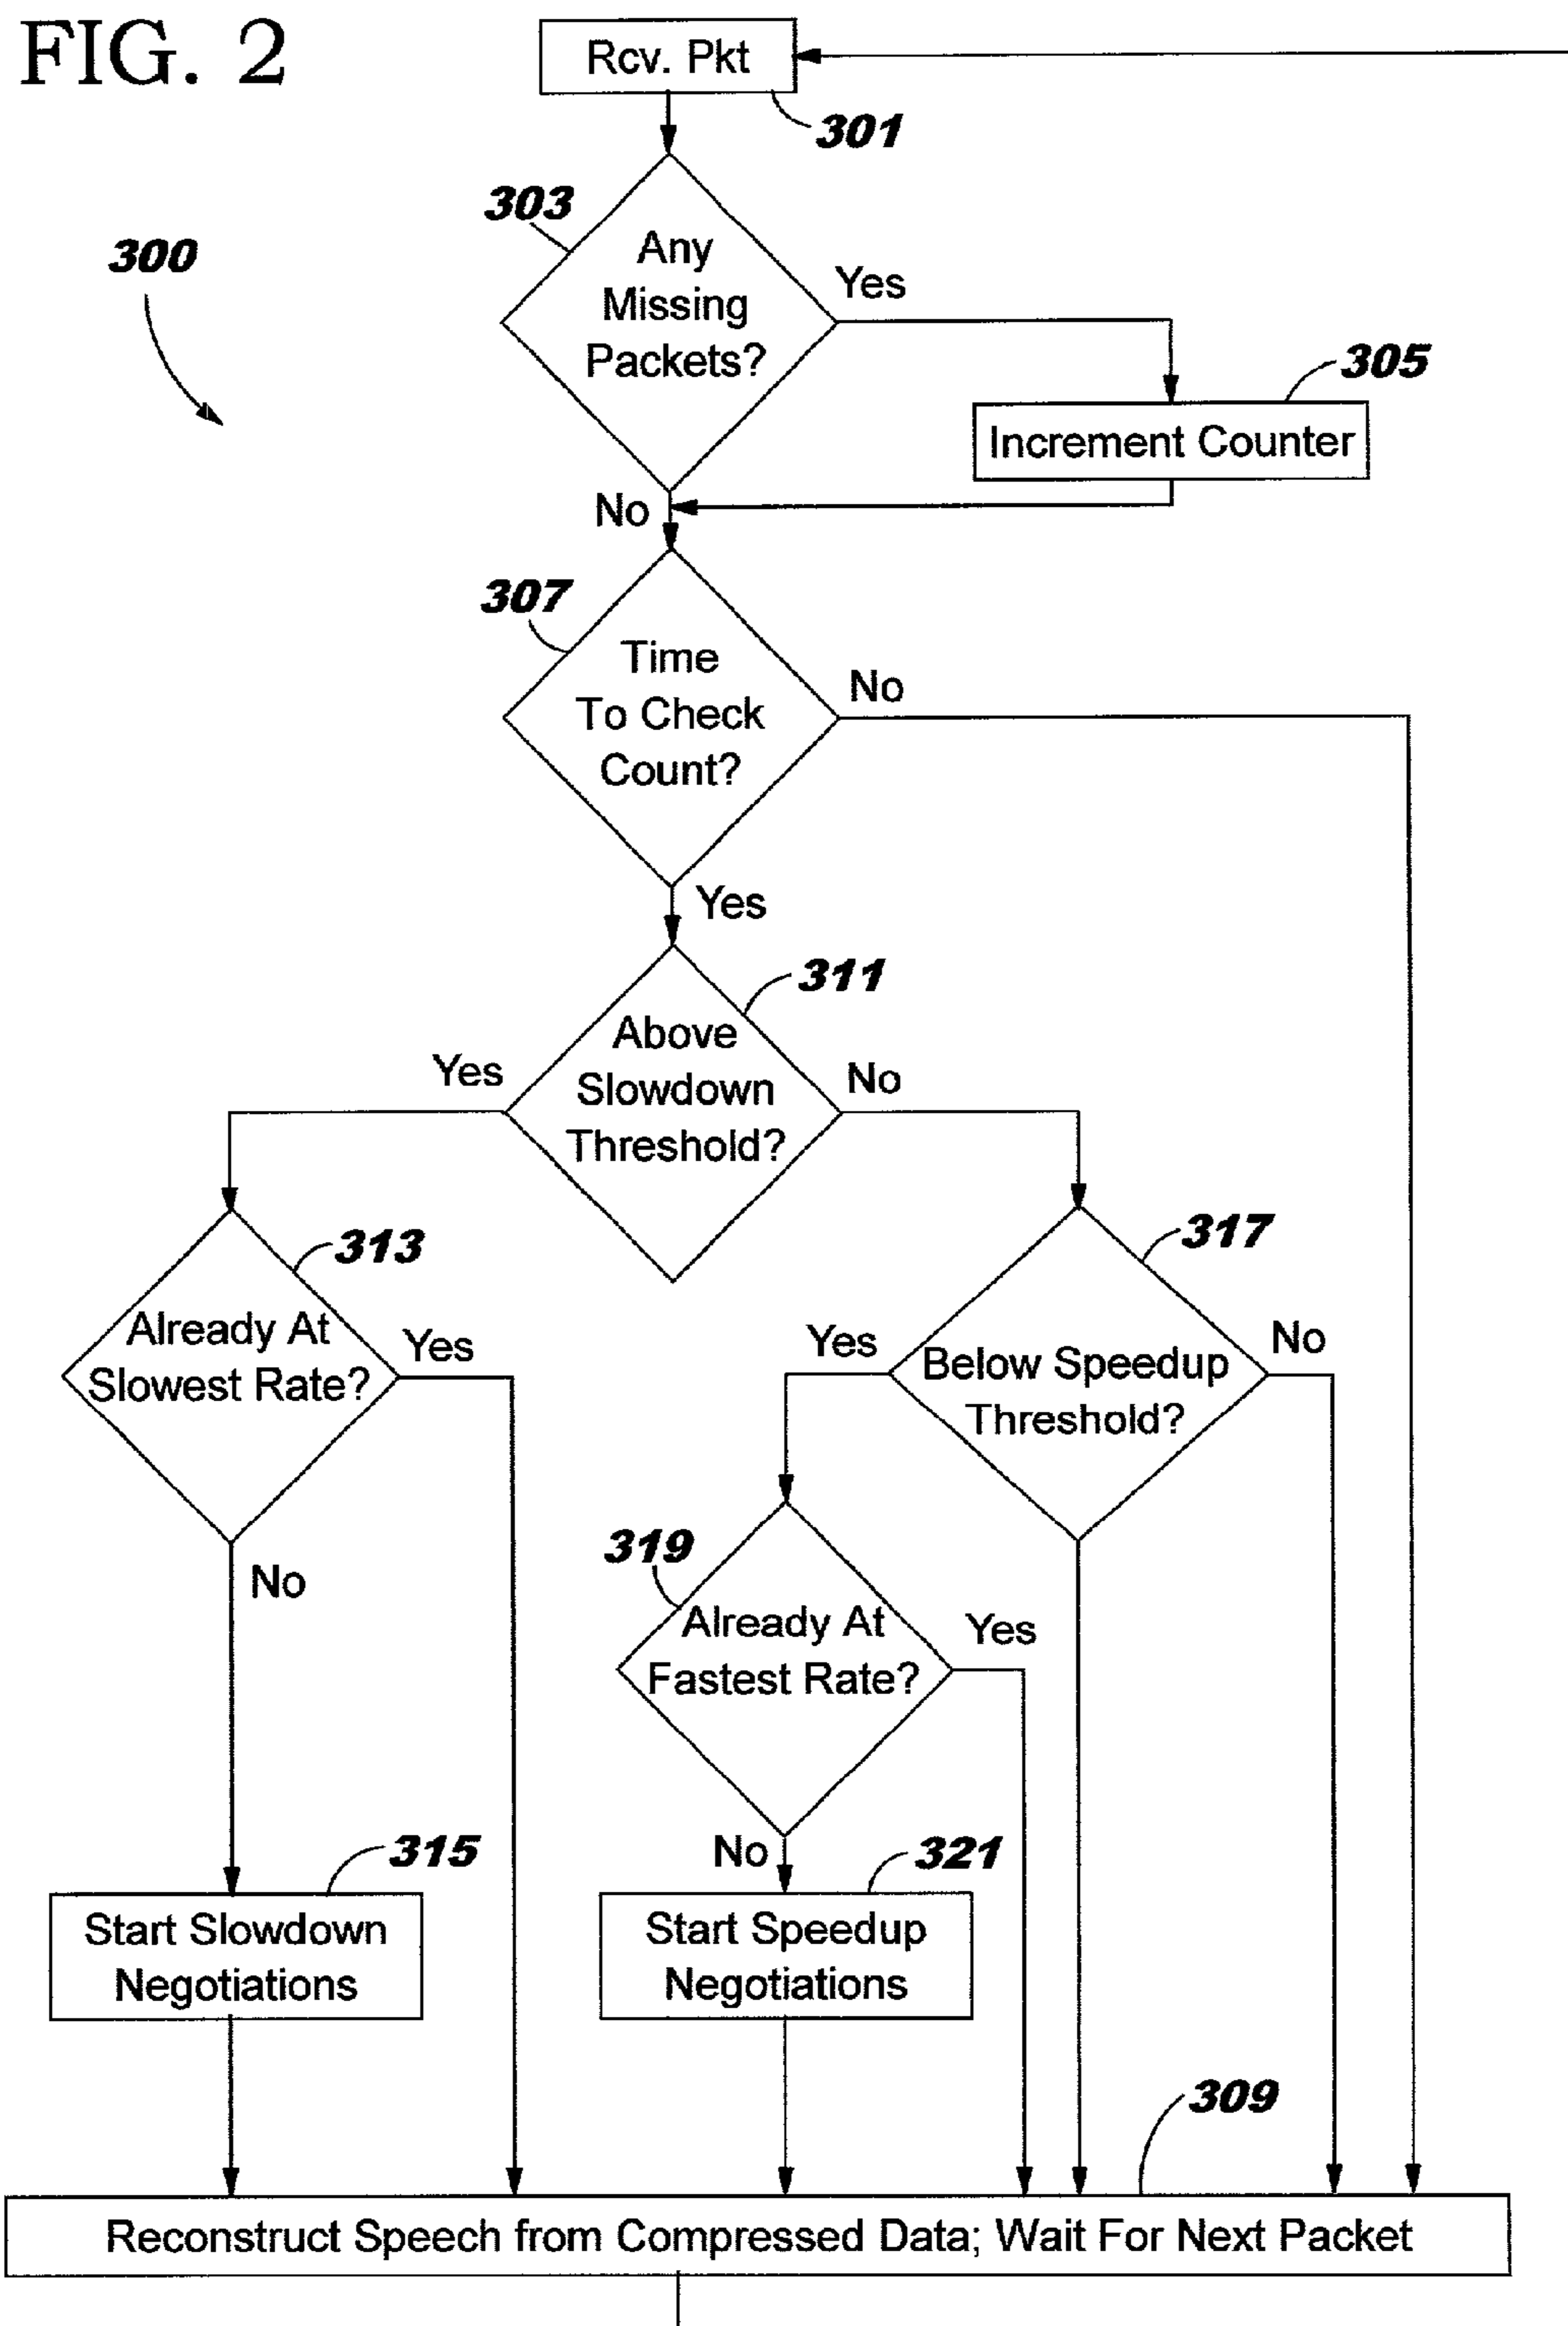 FIG. 2
Rcv. Pkt
301
303
Any
Missing
Packets?
Yes
300
305
Increment Counter
No
307
Time
To Check
Count?
No
Yes
311
Above
Slowdown
Threshold?
Yes
No
313
Already At
Slowest Rate?
Yes
No
317
Below Speedup
Threshold?
Yes
No
319
Already At
Fastest Rate?
Yes
No
315
Start Slowdown
Negotiations
321
Start Speedup
Negotiations
309
Reconstruct Speech from Compressed Data; Wait For Next Packet